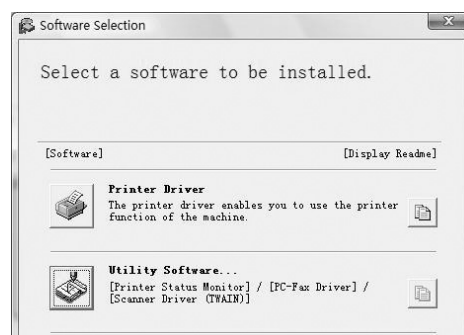 Software Selection
Select a software to be installed.
[Software] [Display Readme]
Printer Driver
The printer driver enables you to use the printer
function of the machine.
Utility Software...
[Printer Status Monitor] / [PC-Fax Driver] /
[Scanner Driver (TWAIN)]